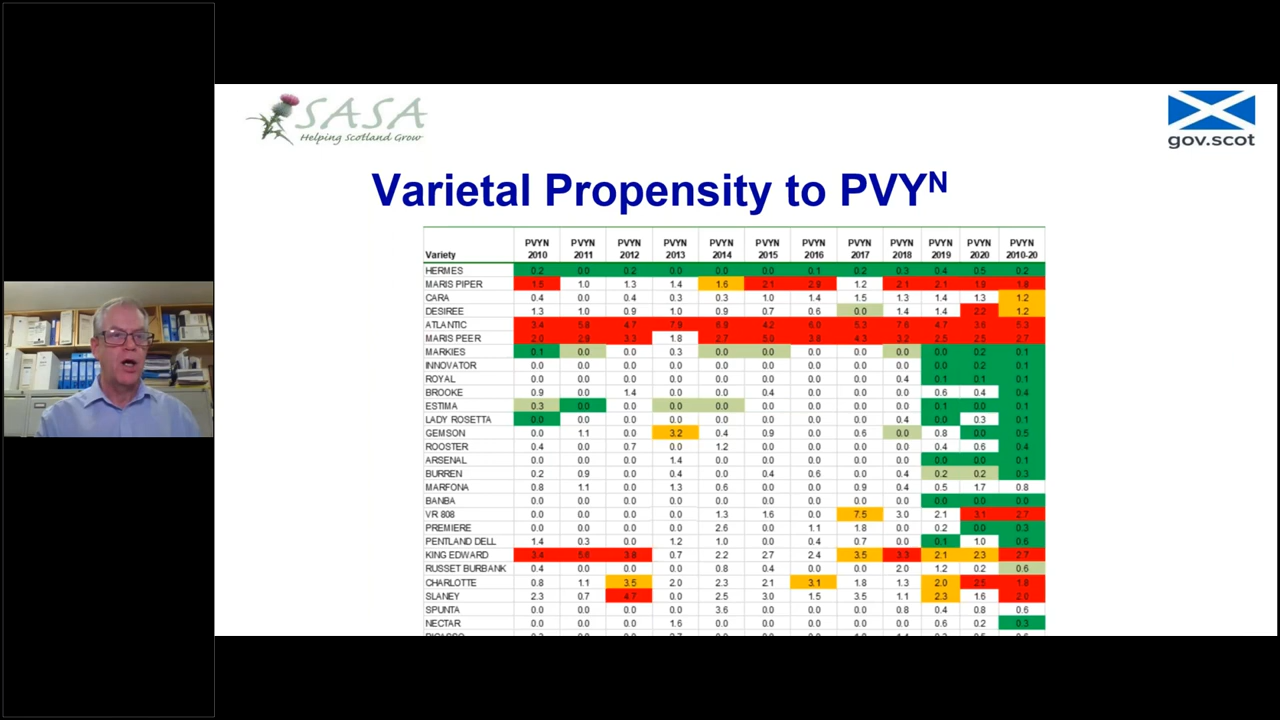 SASA
Helping Scotland Grow
gov.scot
Varietal Propensity to PVYᴺ
Variety PVYN 2010 PVYN 2011 PVYN 2012 PVYN 2013 PVYN 2014 PVYN 2015 PVYN 2016 PVYN 2017 PVYN 2018 PVYN 2019 PVYN 2020 PVYN 2010-20
HERMES 0.2 0.0 0.2 0.0 0.0 0.0 0.1 0.2 0.3 0.4 0.5 0.2
MARIS PIPER 1.5 1.0 1.3 1.4 1.6 2.1 2.9 1.2 2.1 2.1 1.9 1.8
CARA 0.4 0.0 0.4 0.3 0.3 1.0 1.4 1.5 1.3 1.4 1.3 1.2
DESIREE 1.3 1.0 0.9 1.0 0.9 0.7 0.6 0.0 1.4 1.4 2.2 1.2
ATLANTIC 3.4 5.8 4.7 7.9 6.9 4.2 6.0 5.3 7.6 4.7 3.6 5.3
MARIS PEER 2.0 2.9 3.3 1.8 2.7 5.0 3.8 4.3 3.2 2.5 2.5 2.7
MARKIES 0.1 0.0 0.0 0.3 0.0 0.0 0.0 0.0 0.0 0.0 0.2 0.1
INNOVATOR 0.0 0.0 0.0 0.0 0.0 0.0 0.0 0.0 0.0 0.0 0.2 0.1
ROYAL 0.0 0.0 0.0 0.0 0.0 0.0 0.0 0.0 0.4 0.1 0.1 0.1
BROOKE 0.9 0.0 1.4 0.0 0.0 0.4 0.0 0.0 0.0 0.6 0.4 0.4
ESTIMA 0.3 0.0 0.0 0.0 0.0 0.0 0.0 0.0 0.0 0.1 0.0 0.1
LADY ROSETTA 0.0 0.0 0.0 0.0 0.0 0.0 0.0 0.0 0.4 0.0 0.3 0.1
GEMSON 0.0 1.1 0.0 3.2 0.4 0.9 0.0 0.6 0.0 0.8 0.0 0.5
ROOSTER 0.4 0.0 0.7 0.0 1.2 0.0 0.0 0.0 0.0 0.4 0.6 0.4
ARSENAL 0.0 0.0 0.0 1.4 0.0 0.0 0.0 0.0 0.0 0.0 0.0 0.1
BURREN 0.2 0.9 0.0 0.4 0.0 0.4 0.6 0.0 0.4 0.2 0.2 0.3
MARFONA 0.8 1.1 0.0 1.3 0.6 0.0 0.0 0.9 0.4 0.5 1.7 0.8
BANBA 0.0 0.0 0.0 0.0 0.0 0.0 0.0 0.0 0.0 0.0 0.0 0.0
VR 808 0.0 0.0 0.0 0.0 1.3 1.6 0.0 7.5 3.0 2.1 3.1 2.7
PREMIERE 0.0 0.0 0.0 0.0 2.6 0.0 1.1 1.8 0.0 0.2 0.0 0.3
PENTLAND DELL 1.4 0.3 0.0 1.2 1.0 0.0 0.4 0.7 0.0 0.1 1.0 0.6
KING EDWARD 3.4 5.6 3.8 0.7 2.2 2.7 2.4 3.5 3.3 2.1 2.3 2.7
RUSSET BURBANK 0.4 0.0 0.0 0.0 0.8 0.4 0.0 0.0 2.0 1.2 0.2 0.6
CHARLOTTE 0.8 1.1 3.5 2.0 2.3 2.1 3.1 1.8 1.3 2.0 2.5 1.8
SLANEY 2.3 0.7 4.7 0.0 2.5 3.0 1.5 3.5 1.1 2.3 1.6 2.0
SPUNTA 0.0 0.0 0.0 0.0 3.6 0.0 0.0 0.0 0.8 0.4 0.8 0.6
NECTAR 0.0 0.0 0.0 1.6 0.0 0.0 0.0 0.0 0.0 0.6 0.2 0.3